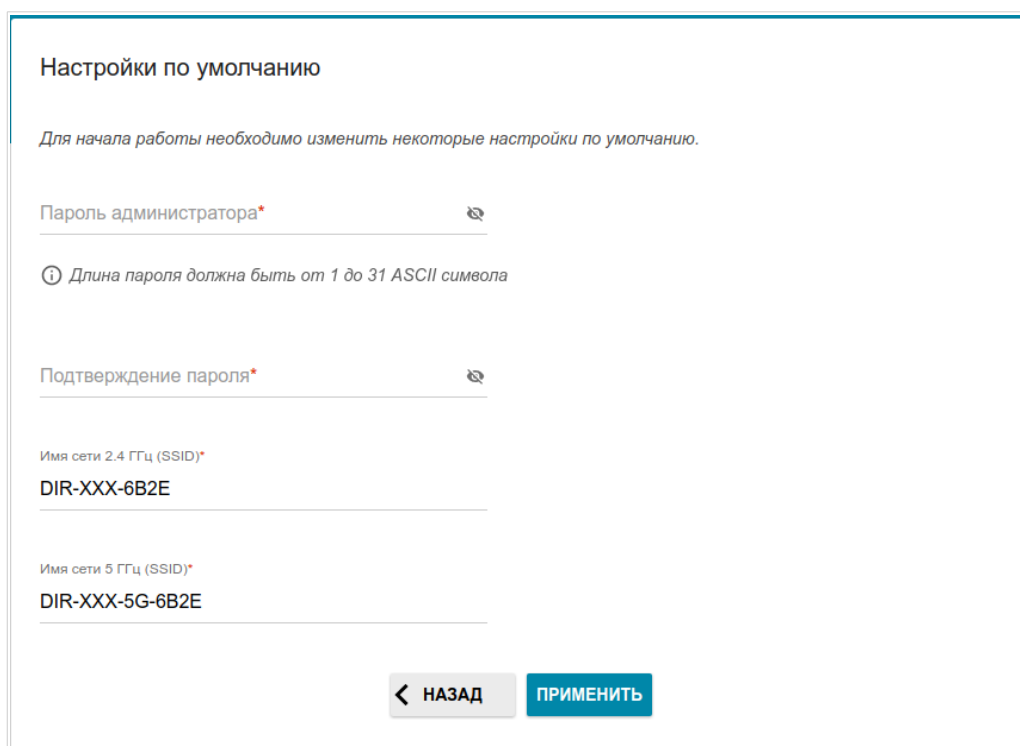 Настройки по умолчанию
Для начала работы необходимо изменить некоторые настройки по умолчанию.
Пароль администратора*
Длина пароля должна быть от 1 до 31 ASCII символа
Подтверждение пароля*
Имя сети 2.4 ГГц (SSID)*
DIR-XXX-6B2E
Имя сети 5 ГГц (SSID)*
DIR-XXX-5G-6B2E
НАЗАД ПРИМЕНИТЬ